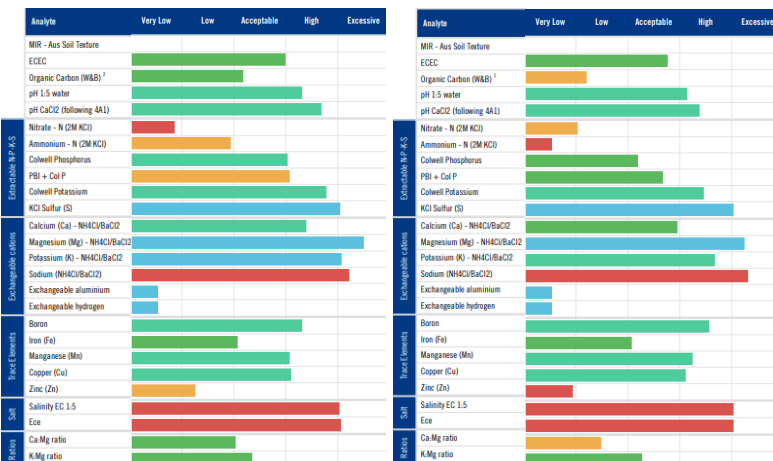 Analyte Very Low Low Acceptable High Excessive
MIR - Aus Soil Texture
ECEC
Organic Carbon (W&B) ²
pH 1:5 water
pH CaCl2 (following 4A1)
Extractable N-P-K-S
Nitrate - N (2M KCl)
Ammonium - N (2M KCl)
Colwell Phosphorus
PBI + Col P
Colwell Potassium
KCl Sulfur (S)
Exchangeable cations
Calcium (Ca) - NH4Cl/BaCl2
Magnesium (Mg) - NH4Cl/BaCl2
Potassium (K) - NH4Cl/BaCl2
Sodium (NH4Cl/BaCl2)
Exchangeable aluminium
Exchangeable hydrogen
Trace Elements
Boron
Iron (Fe)
Manganese (Mn)
Copper (Cu)
Zinc (Zn)
Salt
Salinity EC 1:5
Ece
Ratios
Ca:Mg ratio
K:Mg ratio
Analyte Very Low Low Acceptable High Excessive
MIR - Aus Soil Texture
ECEC
Organic Carbon (W&B) ²
pH 1:5 water
pH CaCl2 (following 4A1)
Extractable N-P-K-S
Nitrate - N (2M KCl)
Ammonium - N (2M KCl)
Colwell Phosphorus
PBI + Col P
Colwell Potassium
KCl Sulfur (S)
Exchangeable cations
Calcium (Ca) - NH4Cl/BaCl2
Magnesium (Mg) - NH4Cl/BaCl2
Potassium (K) - NH4Cl/BaCl2
Sodium (NH4Cl/BaCl2)
Exchangeable aluminium
Exchangeable hydrogen
Trace Elements
Boron
Iron (Fe)
Manganese (Mn)
Copper (Cu)
Zinc (Zn)
Salt
Salinity EC 1:5
Ece
Ratios
Ca:Mg ratio
K:Mg ratio